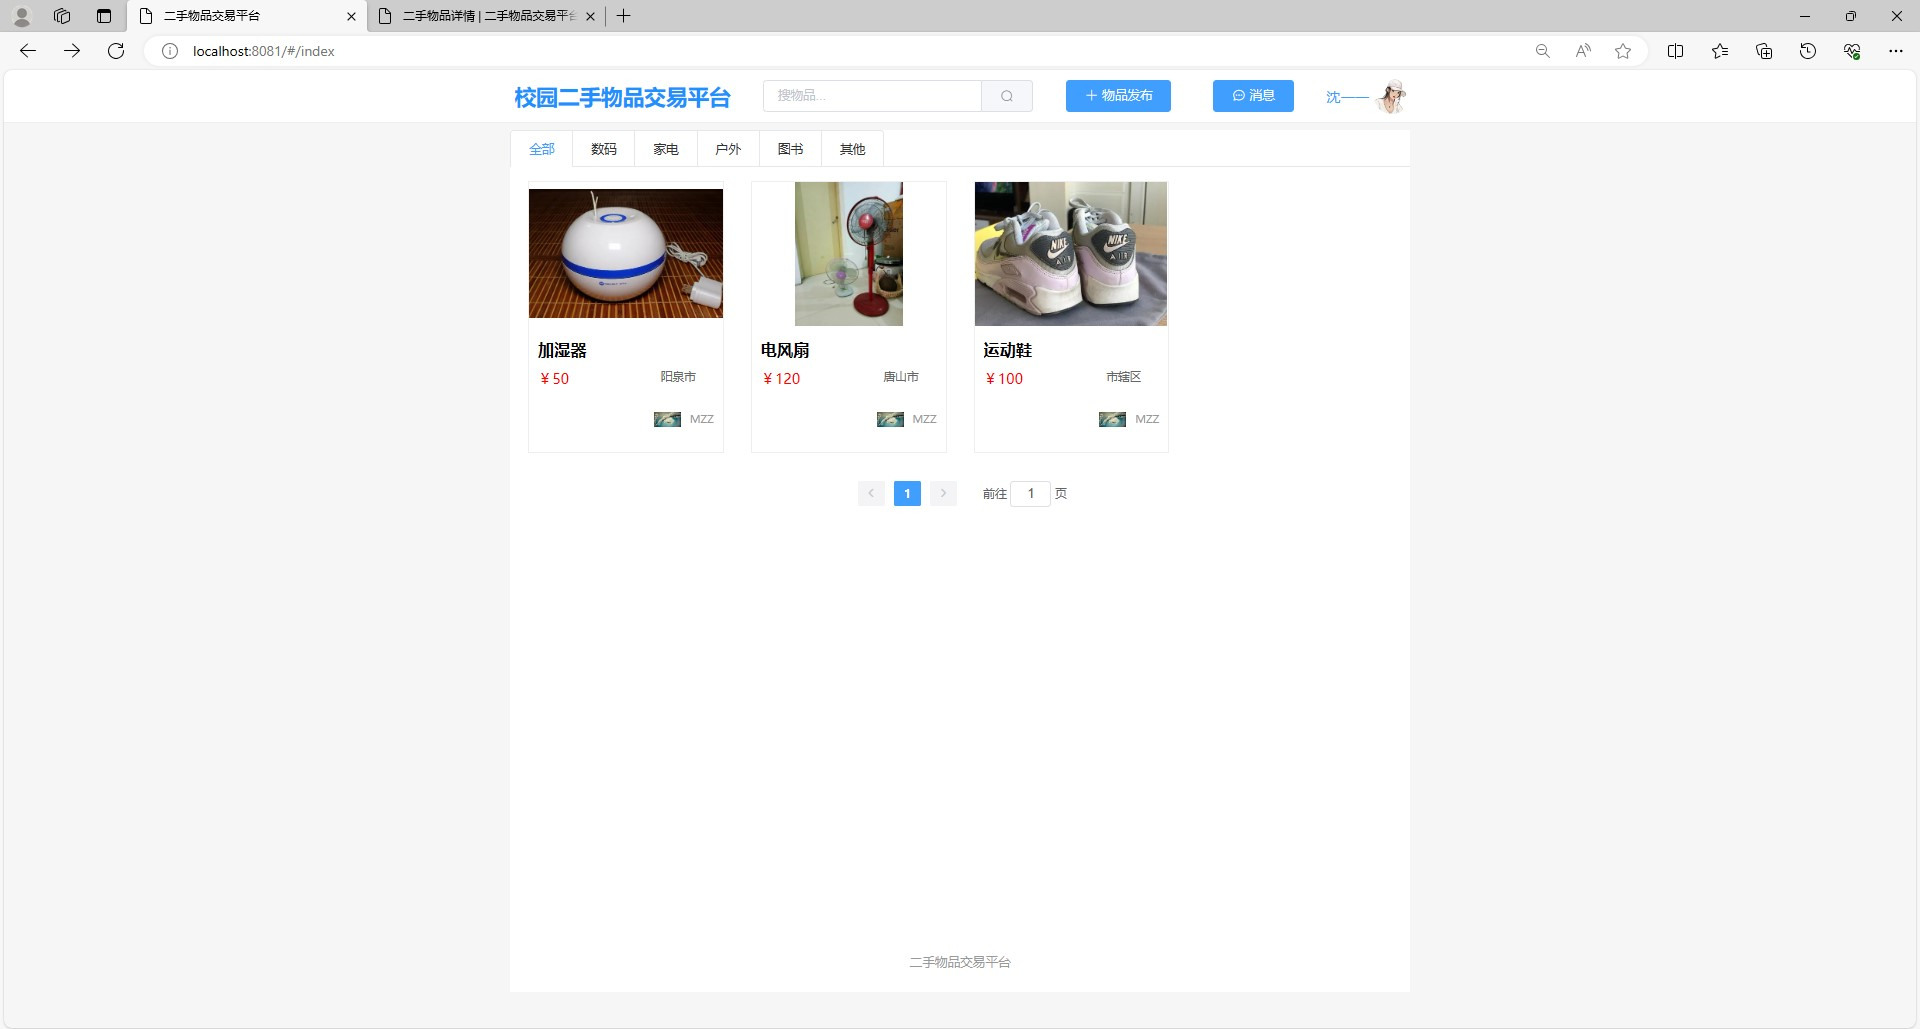 二手物品交易平台
二手物品详情 | 二手物品交易平台
localhost:8081/#/index
校园二手物品交易平台
搜物品...
物品发布
消息
沈一一
全部
数码
家电
户外
图书
其他
NIKE
AIR
NIKE
AIR
加湿器
电风扇
运动鞋
¥ 50
阳泉市
¥ 120
唐山市
¥ 100
市辖区
MZZ
MZZ
MZZ
1
前往 1 页
二手物品交易平台